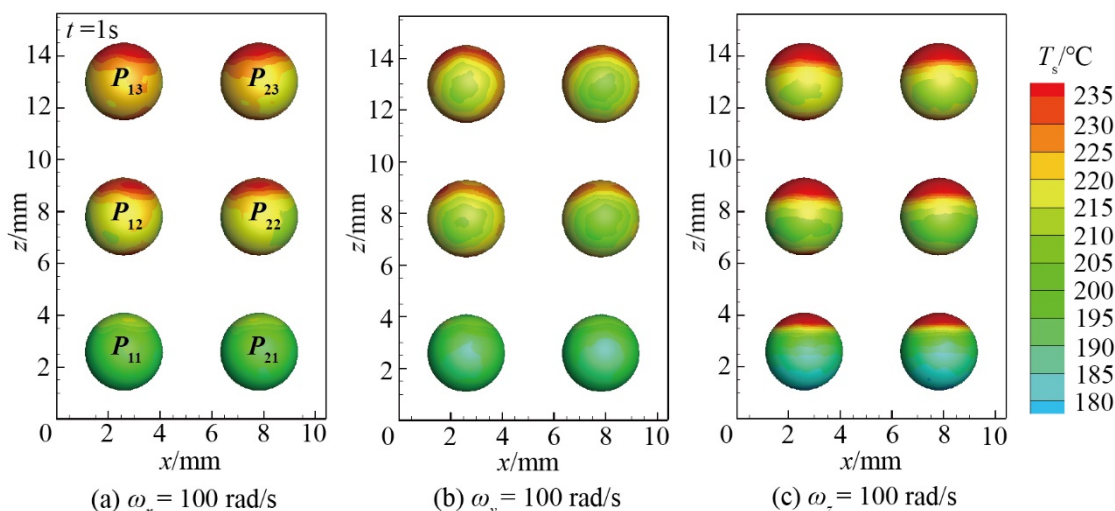 t =1s
14
12
10
8
6
4
2
0
z/mm
P13
P23
P12
P22
P11
P21
2 4 6 8 10
x/mm
(a) ωx = 100 rad/s
14
12
10
8
6
4
2
0
z/mm
2 4 6 8 10
x/mm
(b) ωy = 100 rad/s
14
12
10
8
6
4
2
0
z/mm
2 4 6 8 10
x/mm
(c) ωz = 100 rad/s
Ts/°C
235
230
225
220
215
210
205
200
195
190
185
180